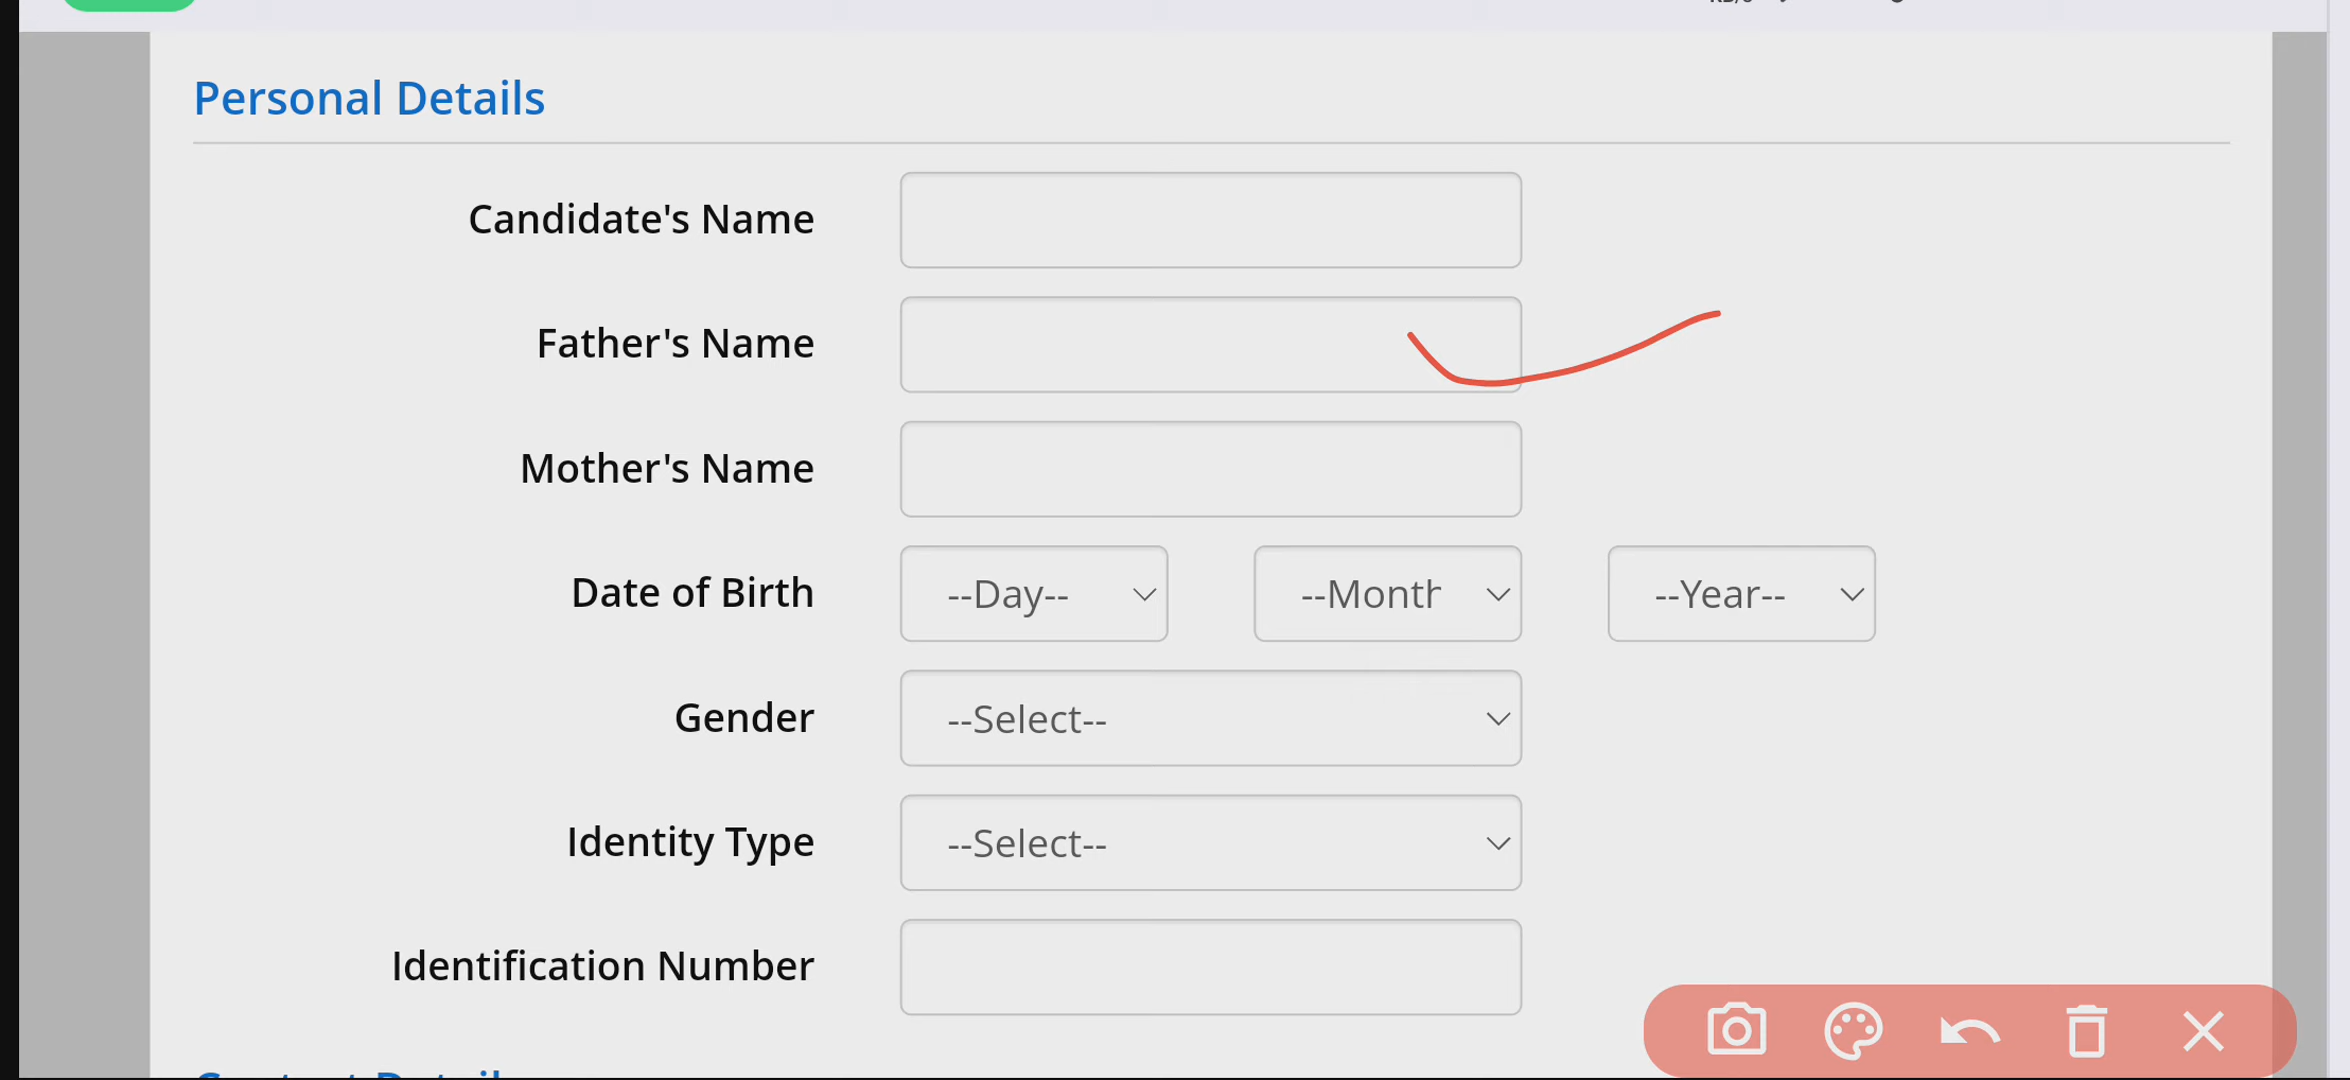 Personal Details
Candidate's Name
Father's Name
Mother's Name
Date of Birth --Day-- --Month --Year--
Gender --Select--
Identity Type --Select--
Identification Number